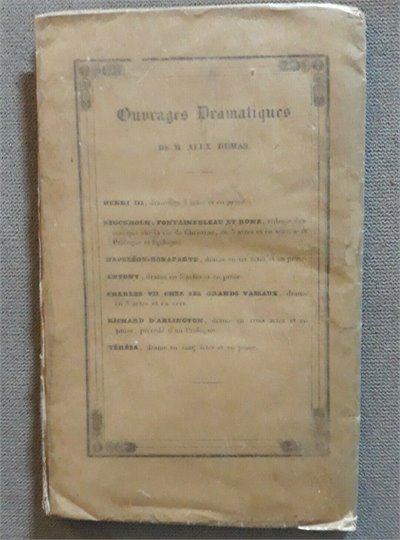 Ouvrages Dramatiques
DE M ALEX DUMAS.
HENRI III, drame en 5 actes et en prose.
STOCKHOLM, FONTAINEBLEAU ET ROME, trilogie dra-
matique sur la vie de Christine, en 5 actes et en vers, avec
Prologue et Épilogue.
NAPOLÉON-BONAPARTE, drame en six actes et en prose.
ANTONY, drame en 5 actes et en prose.
CHARLES VII CHEZ SES GRANDS VASSAUX, drame
en 5 actes et en vers.
RICHARD D'ARLINGTON, drame en trois actes et en
prose, précédé d'un Prologue.
TÉRÉSA, drame en cinq actes et en prose.